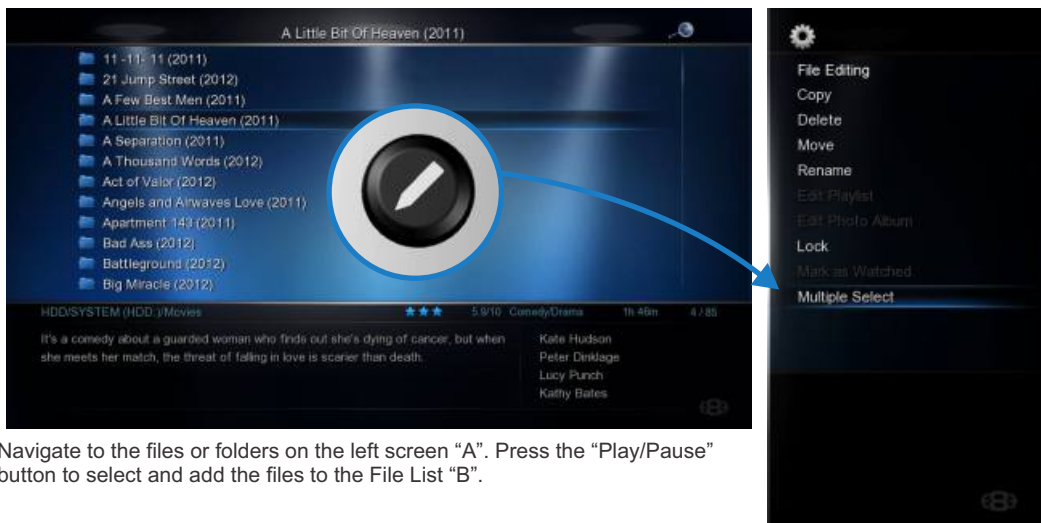 A Little Bit Of Heaven (2011)
11 -11- 11 (2011)
21 Jump Street (2012)
A Few Best Men (2011)
A Little Bit Of Heaven (2011)
A Separation (2011)
A Thousand Words (2012)
Act of Valor (2012)
Angels and Airwaves Love (2011)
Apartment 143 (2011)
Bad Ass (2012)
Battleground (2012)
Big Miracle (2012)
HDD/SYSTEM (HDD:)/Movies 5.9/10 Comedy/Drama 1h 46m 4 / 85
It's a comedy about a guarded woman who finds out she's dying of cancer, but when
she meets her match, the threat of falling in love is scarier than death.
Kate Hudson
Peter Dinklage
Lucy Punch
Kathy Bates
File Editing
Copy
Delete
Move
Rename
Edit Playlist
Edit Photo Album
Lock
Mark as Watched
Multiple Select
Navigate to the files or folders on the left screen “A”. Press the “Play/Pause”
button to select and add the files to the File List “B”.